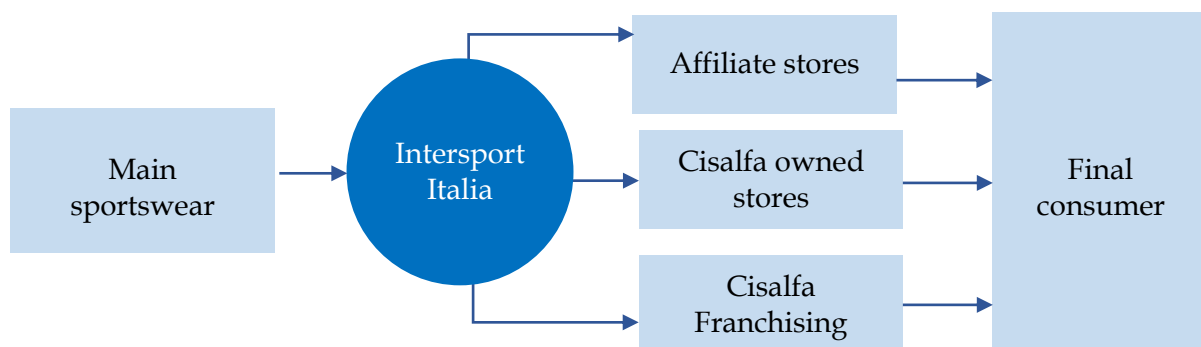 Main
sportswear
Intersport
Italia
Affiliate stores
Cisalfa owned
stores
Cisalfa
Franchising
Final
consumer